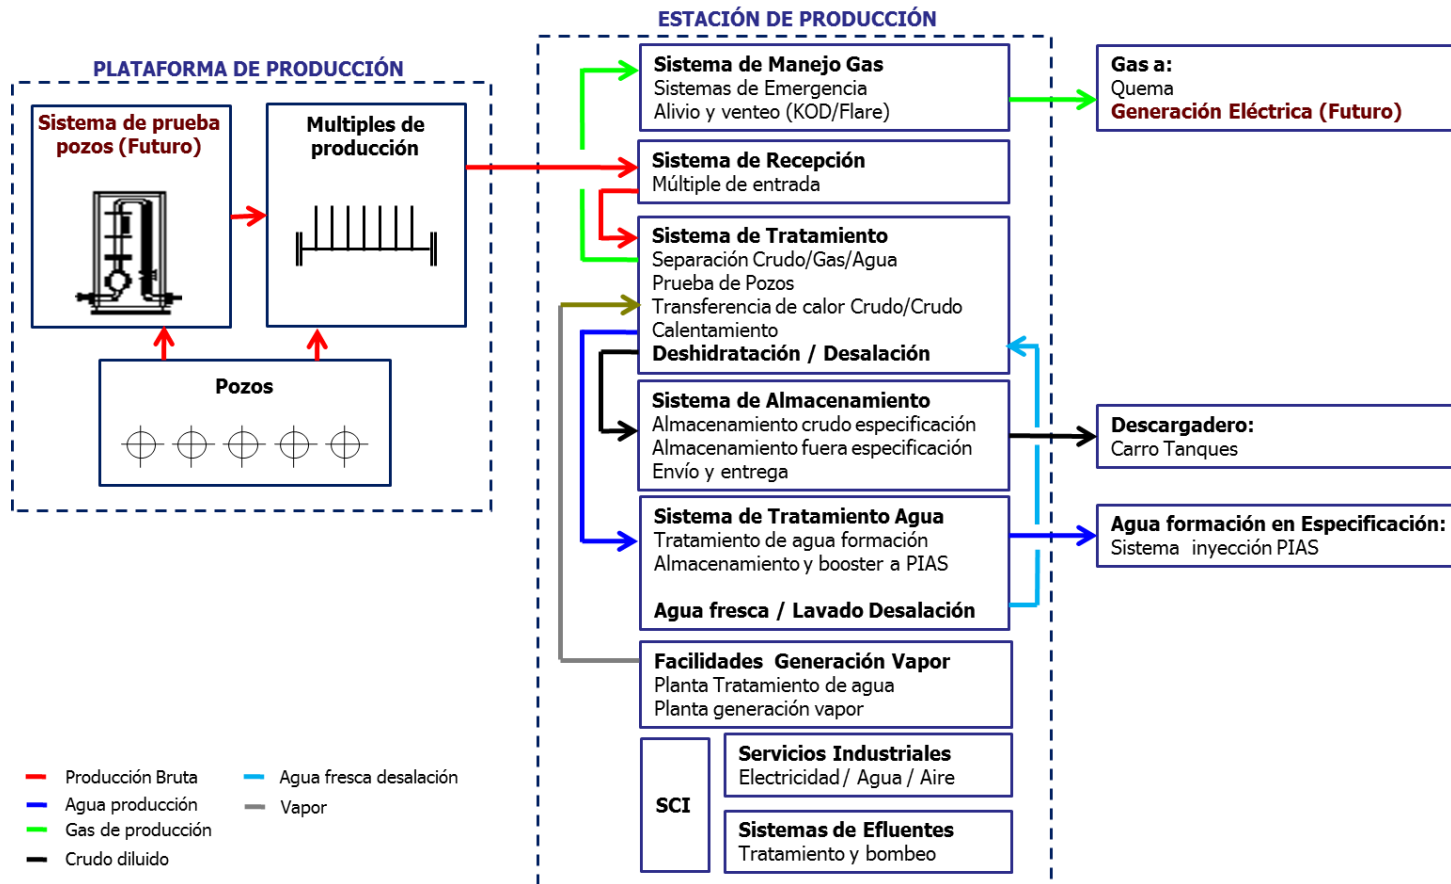 ESTACIÓN DE PRODUCCIÓN
PLATAFORMA DE PRODUCCIÓN
Sistema de prueba
pozos (Futuro)
Multiples de
producción
Pozos
Sistema de Manejo Gas
Sistemas de Emergencia
Alivio y venteo (KOD/Flare)
Sistema de Recepción
Múltiple de entrada
Sistema de Tratamiento
Separación Crudo/Gas/Agua
Prueba de Pozos
Transferencia de calor Crudo/Crudo
Calentamiento
Deshidratación / Desalación
Sistema de Almacenamiento
Almacenamiento crudo especificación
Almacenamiento fuera especificación
Envío y entrega
Sistema de Tratamiento Agua
Tratamiento de agua formación
Almacenamiento y booster a PIAS
Agua fresca / Lavado Desalación
Facilidades Generación Vapor
Planta Tratamiento de agua
Planta generación vapor
SCI
Servicios Industriales
Electricidad / Agua / Aire
Sistemas de Efluentes
Tratamiento y bombeo
Gas a:
Quema
Generación Eléctrica (Futuro)
Descargadero:
Carro Tanques
Agua formación en Especificación:
Sistema inyección PIAS
Producción Bruta
Agua producción
Gas de producción
Crudo diluido
Agua fresca desalación
Vapor